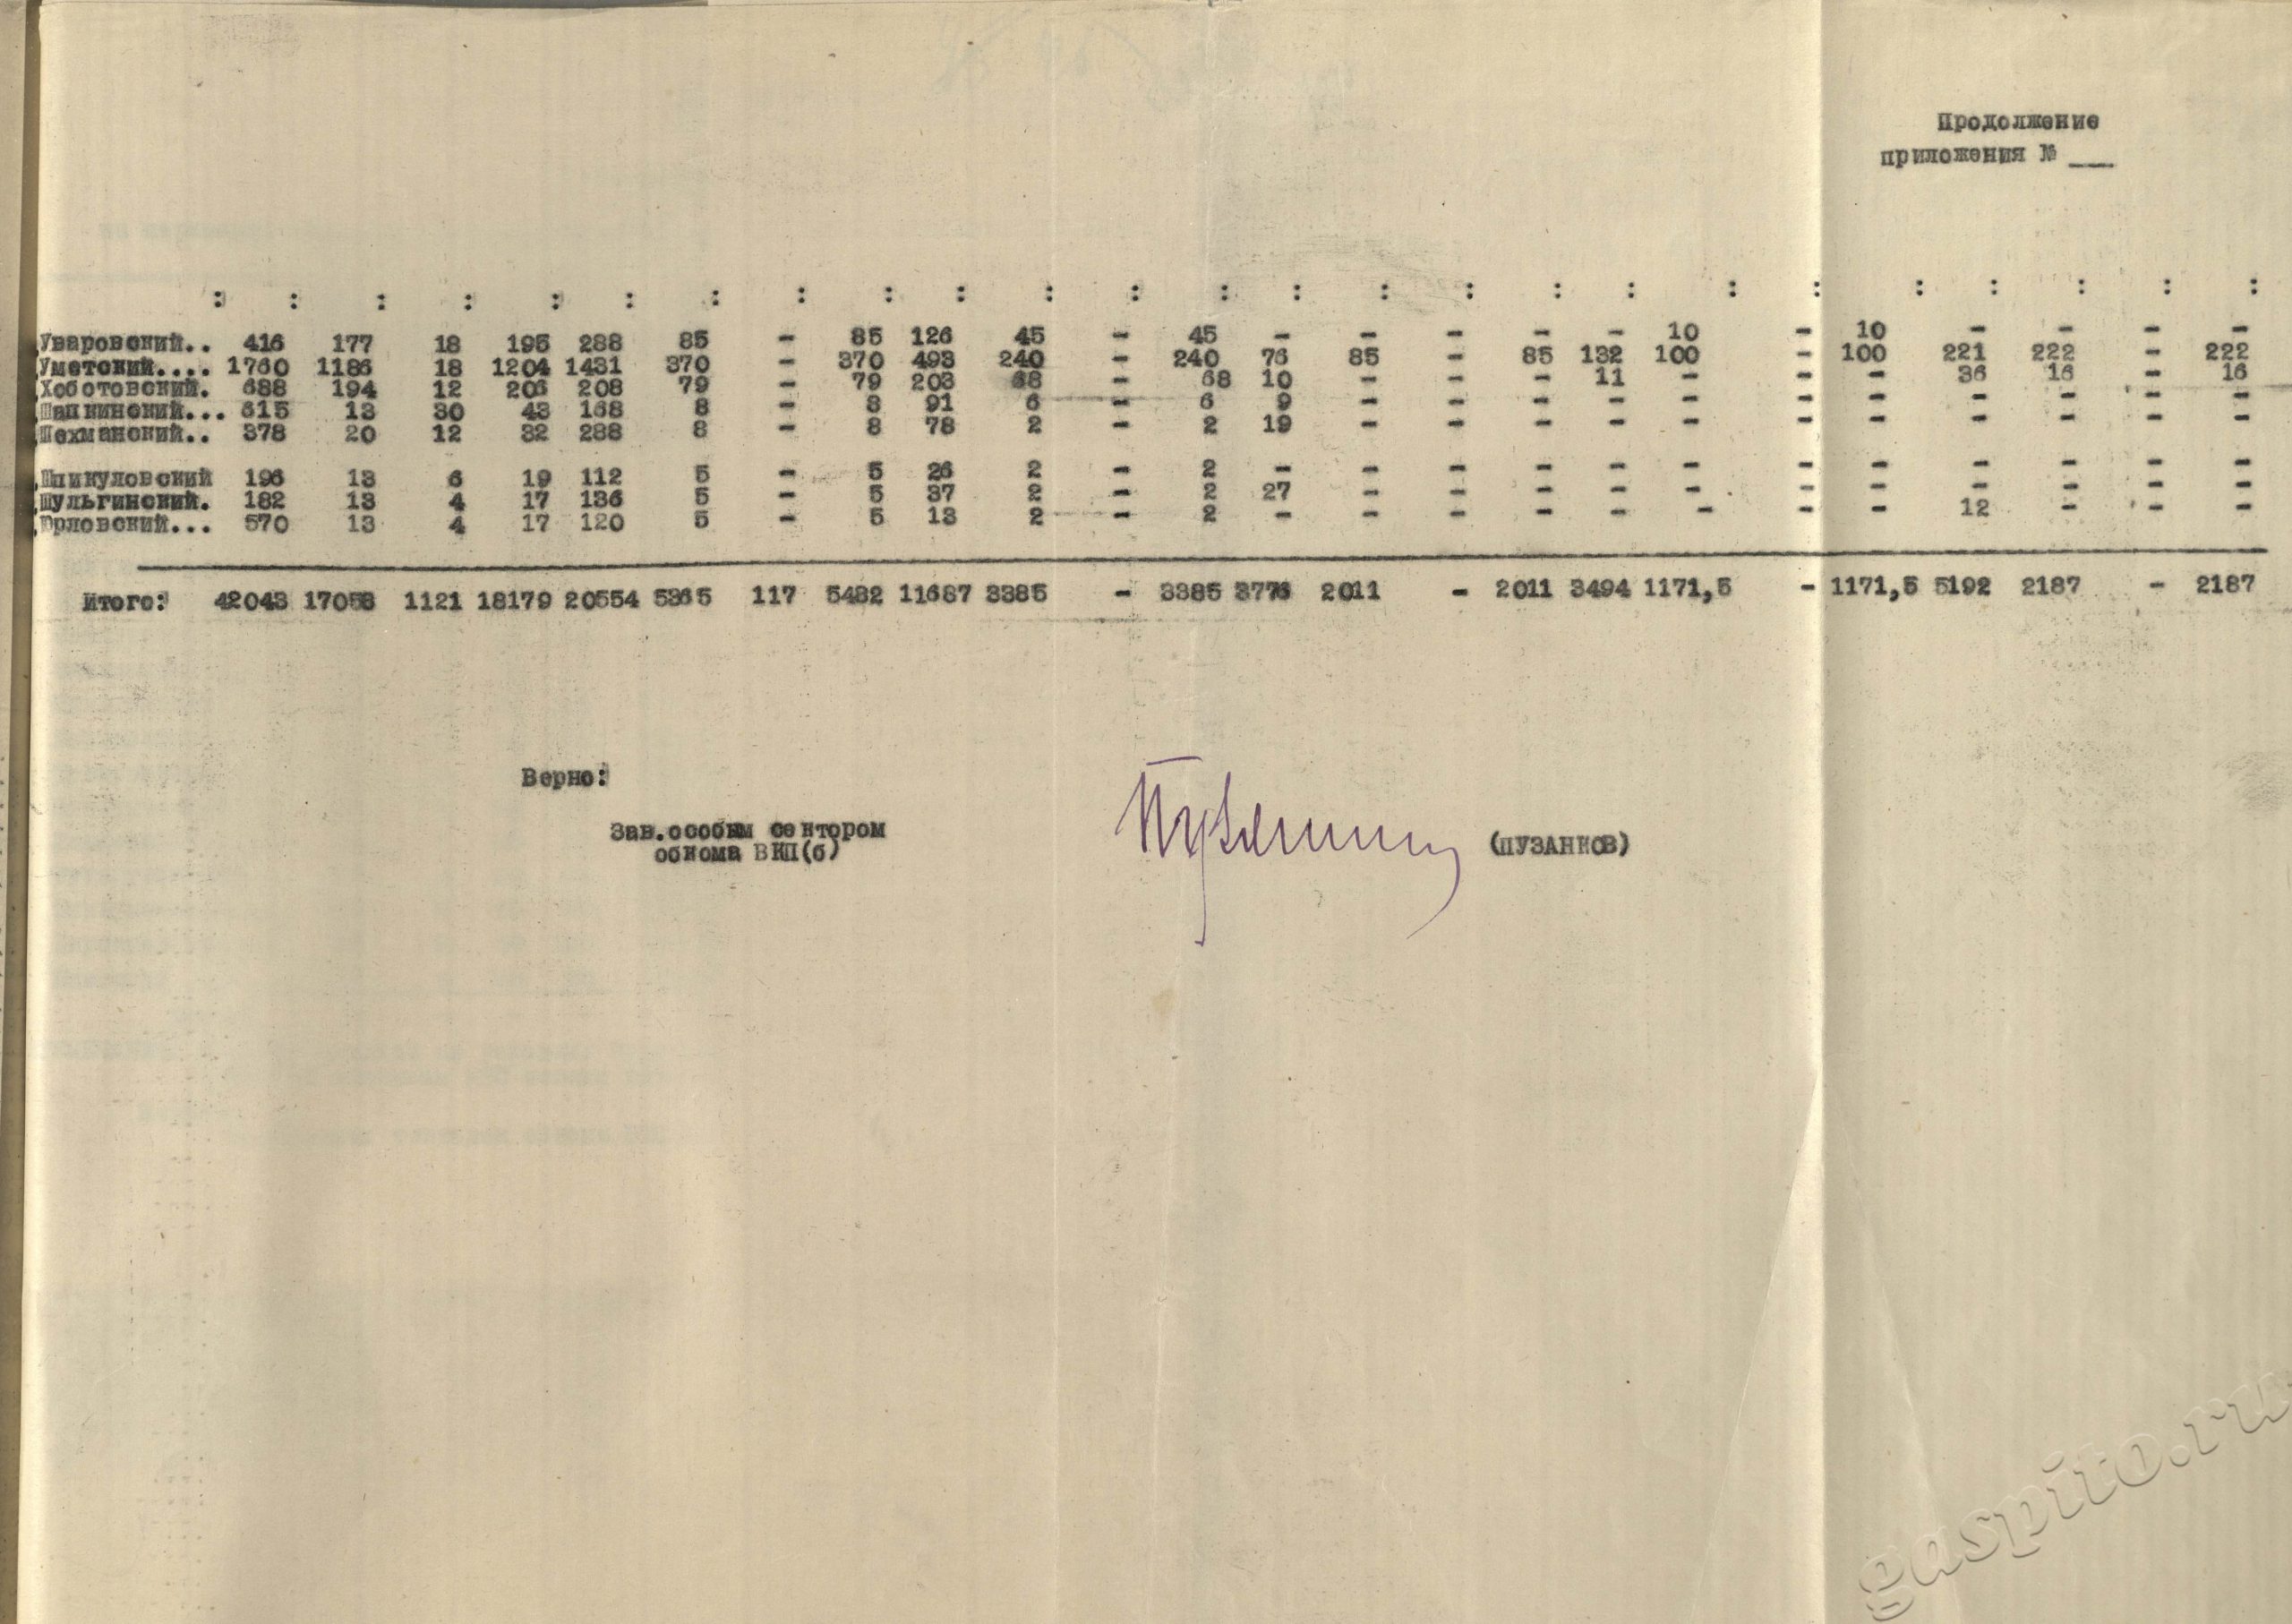 Продолжение
приложения № ___
: : : : : : : : : : : : : : : : : : : : : : : : :
Уваровский.. 416 177 18 195 288 85 - 85 126 45 - 45 - - - - - 10 - 10 - - - -
Уметский.... 1760 1186 18 1204 1431 370 - 370 493 240 - 240 76 85 - 85 132 100 - 100 221 222 - 222
Хоботовский. 688 194 12 206 208 79 - 79 203 68 - 68 10 - - - 11 - - - 36 16 - 16
Шапкинский... 615 13 30 43 168 8 - 8 91 6 - 6 9 - - - - - - - - - - -
Шехманский.. 378 20 12 32 288 8 - 8 78 2 - 2 19 - - - - - - - - - - -
Шпикуловский 196 13 6 19 112 5 - 5 26 2 - 2 - - - - - - - - - - - -
Шульгинский. 182 13 4 17 136 5 - 5 37 2 - 2 27 - - - - - - - - - - -
Юрловский... 570 13 4 17 120 5 - 5 13 2 - 2 - - - - - - - - 12 - - -
Итого: 42043 17058 1121 18179 20554 5365 117 5482 11687 3385 - 3385 3776 2011 - 2011 3494 1171,5 - 1171,5 5192 2187 - 2187
Верно:
Зав.особым сектором
обкома ВКП(б)
(ПУЗАНКОВ)
gaspito.ru